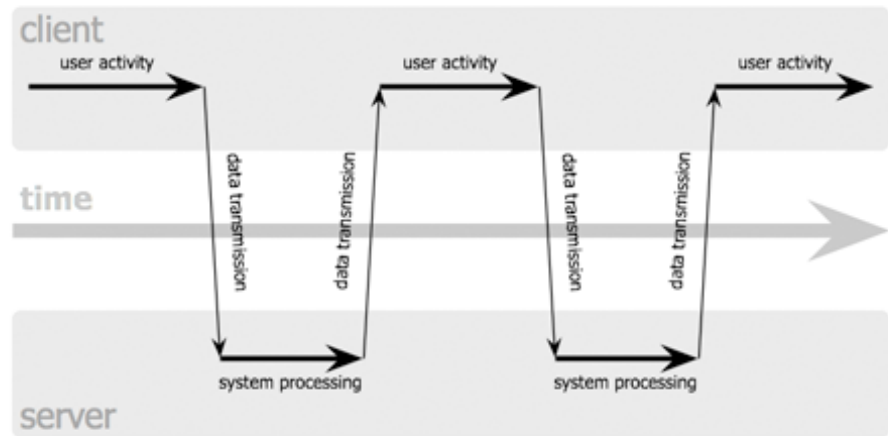 client
user activity
user activity
user activity
data transmission
data transmission
data transmission
data transmission
time
system processing
system processing
server